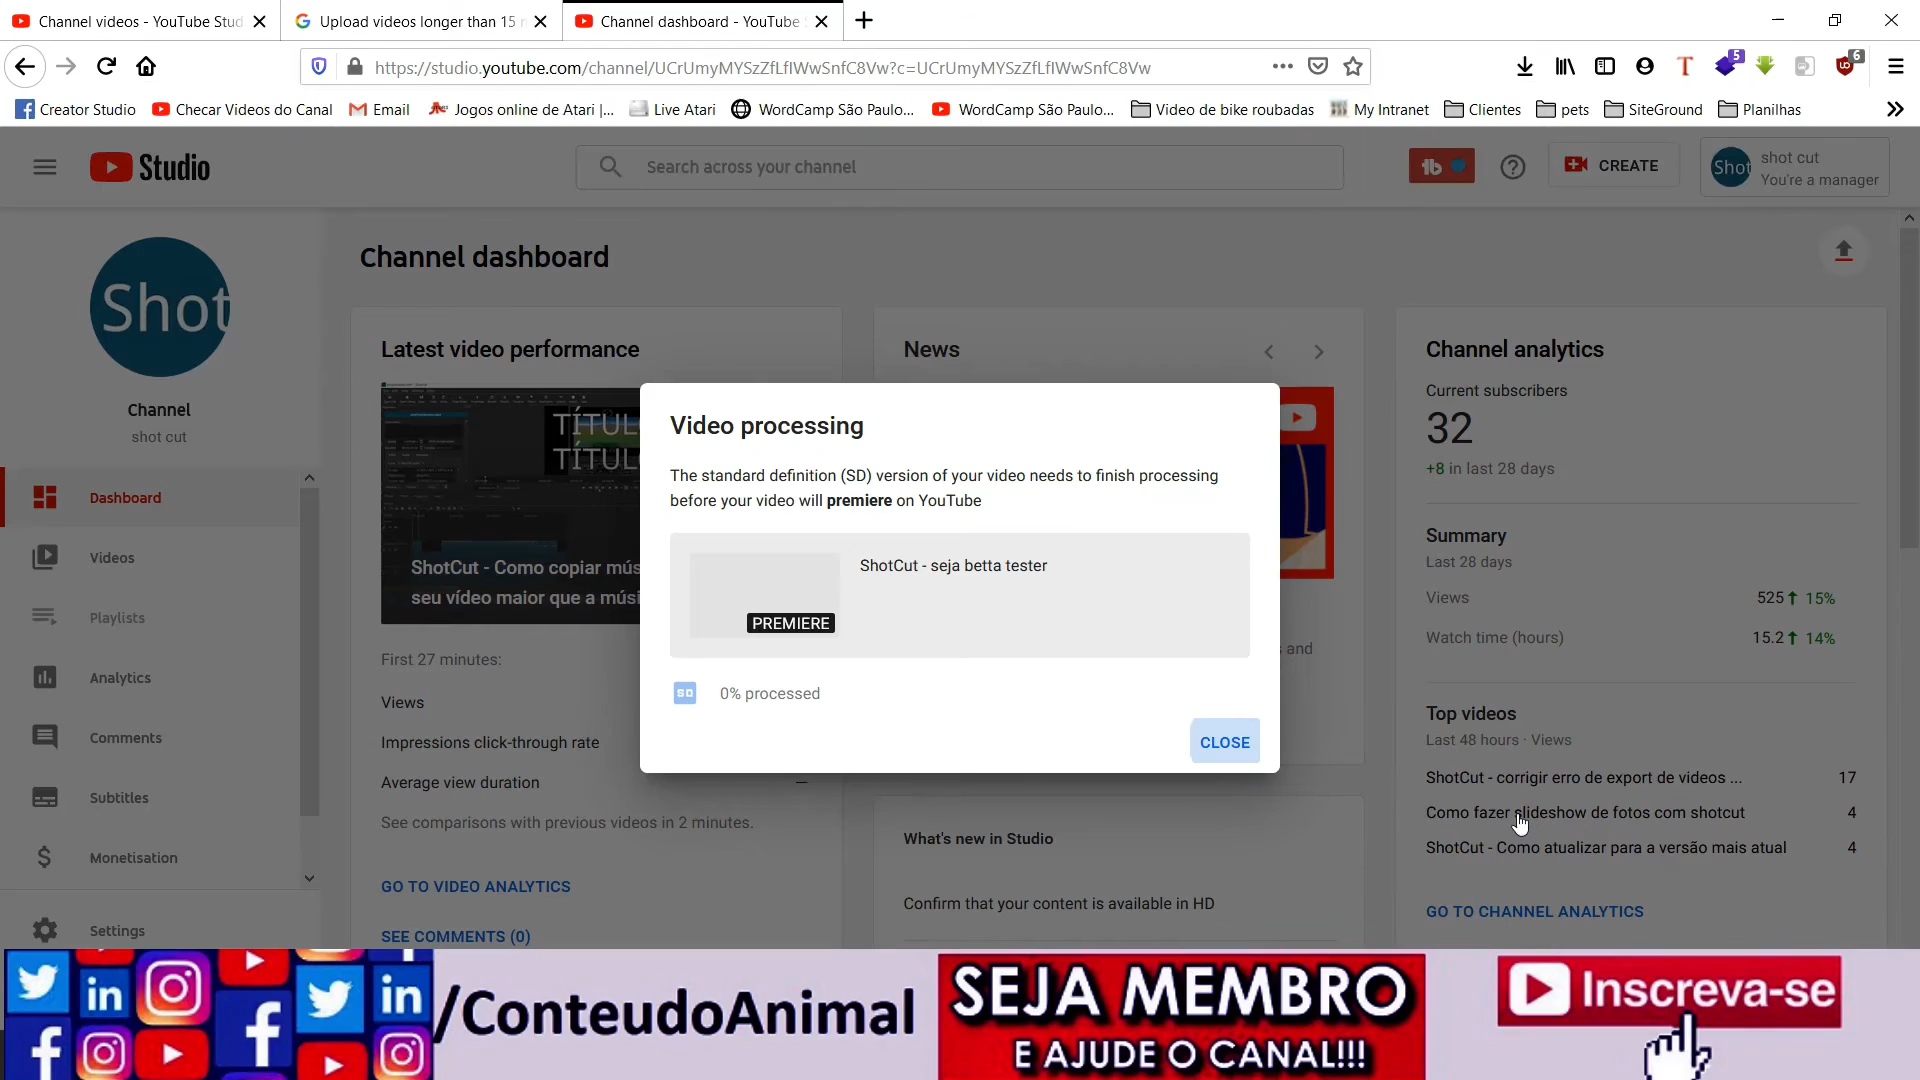 Channel videos - YouTube Stud
Upload videos longer than 15 n
Channel dashboard - YouTube S
https://studio.youtube.com/channel/UCrUmyMYSzZfLfIWwSnfC8Vw?c=UCrUmyMYSzZfLfIWwSnfC8Vw
5
6
Creator Studio
Checar Videos do Canal
Email
Jogos online de Atari |...
Live Atari
WordCamp São Paulo...
WordCamp São Paulo...
Video de bike roubadas
My Intranet
Clientes
pets
SiteGround
Planilhas
Studio
Search across your channel
tb
CREATE
Shot
shot cut
You're a manager
Shot
Channel
shot cut
Dashboard
Videos
Playlists
Analytics
Comments
Subtitles
Monetisation
Settings
Channel dashboard
Latest video performance
TÍTUL
TÍTUL
ShotCut - Como copiar mús
seu vídeo maior que a músi
First 27 minutes:
Views
Impressions click-through rate
Average view duration —
See comparisons with previous videos in 2 minutes.
GO TO VIDEO ANALYTICS
SEE COMMENTS (0)
News
s and
What's new in Studio
Confirm that your content is available in HD
Video processing
The standard definition (SD) version of your video needs to finish processing
before your video will premiere on YouTube
PREMIERE
ShotCut - seja betta tester
SD
0% processed
CLOSE
Channel analytics
Current subscribers
32
+8 in last 28 days
Summary
Last 28 days
Views 525 15%
Watch time (hours) 15.2 14%
Top videos
Last 48 hours · Views
ShotCut - corrigir erro de export de videos ... 17
Como fazer slideshow de fotos com shotcut 4
ShotCut - Como atualizar para a versão mais atual 4
GO TO CHANNEL ANALYTICS
/ConteudoAnimal
SEJA MEMBRO
E AJUDE O CANAL!!!
Inscreva-se